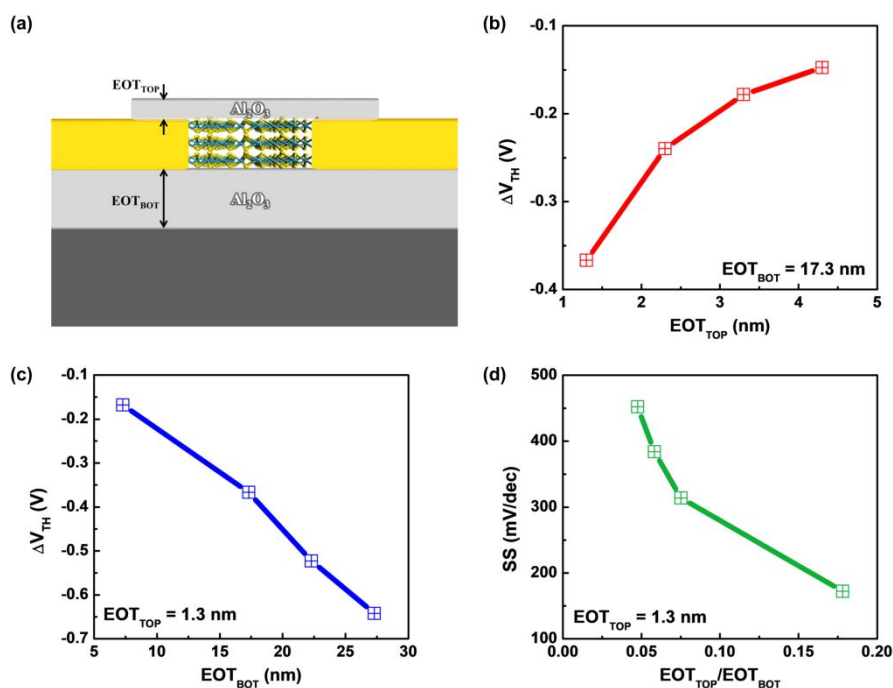 (a)
EOT_TOP
Al₂O₃
EOT_BOT
Al₂O₃
(b)
-0.1
-0.2
-0.3
-0.4
ΔV_TH (V)
EOT_BOT = 17.3 nm
1 2 3 4 5
EOT_TOP (nm)
(c)
-0.1
-0.2
-0.3
-0.4
-0.5
-0.6
-0.7
ΔV_TH (V)
EOT_TOP = 1.3 nm
5 10 15 20 25 30
EOT_BOT (nm)
(d)
500
400
300
200
100
SS (mV/dec)
EOT_TOP = 1.3 nm
0.00 0.05 0.10 0.15 0.20
EOT_TOP/EOT_BOT